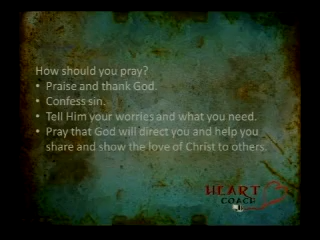 How should you pray?
• Praise and thank God.
• Confess sin.
• Tell Him your worries and what you need.
• Pray that God will direct you and help you
share and show the love of Christ to others.
HEART
COACH